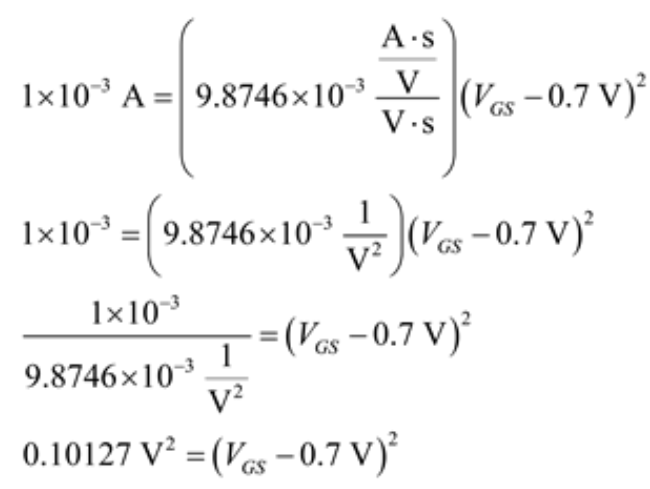 1×10⁻³ A = (9.8746×10⁻³ ((A·s)/V)/(V·s)) (V_GS − 0.7 V)²
1×10⁻³ = (9.8746×10⁻³ 1/V²) (V_GS − 0.7 V)²
(1×10⁻³)/(9.8746×10⁻³ 1/V²) = (V_GS − 0.7 V)²
0.10127 V² = (V_GS − 0.7 V)²